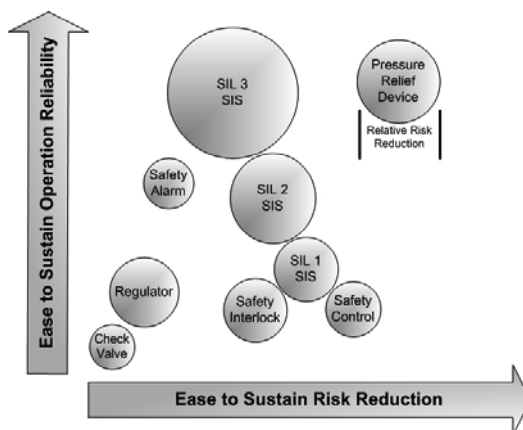 Ease to Sustain Operation Reliability
SIL 3
SIS
Pressure
Relief
Device
Relative Risk
Reduction
Safety
Alarm
SIL 2
SIS
SIL 1
SIS
Regulator
Safety
Interlock
Safety
Control
Check
Valve
Ease to Sustain Risk Reduction